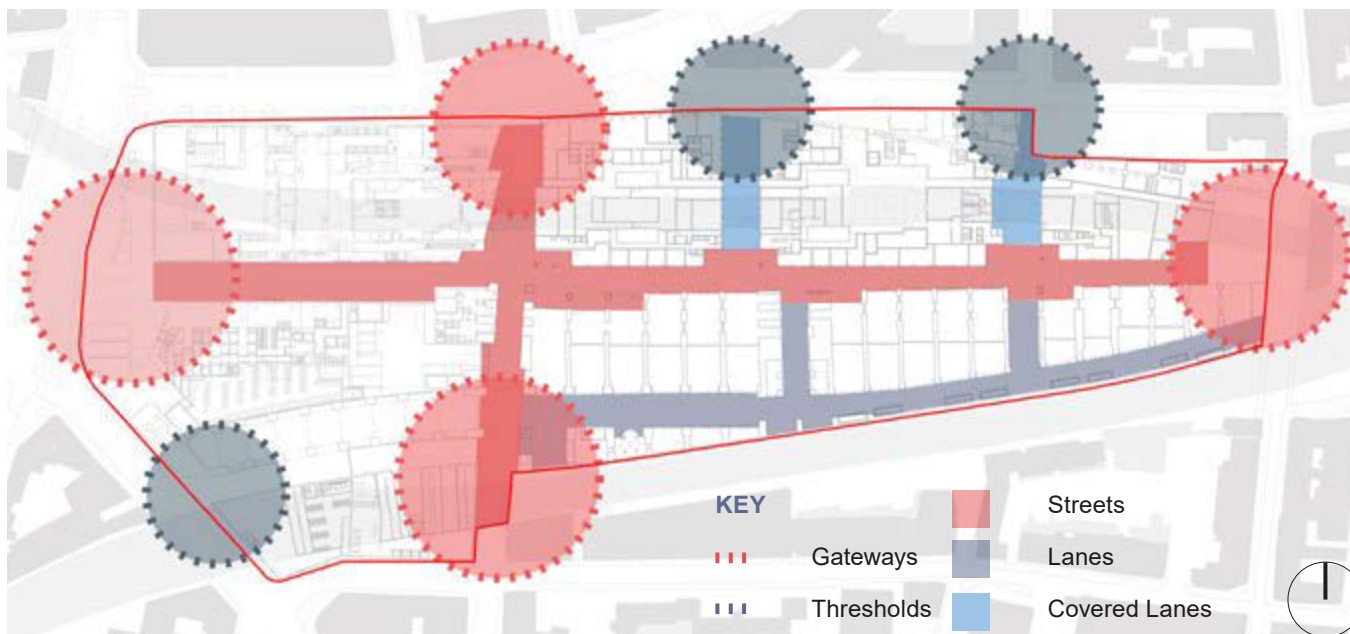 KEY
Gateways
Thresholds
Streets
Lanes
Covered Lanes